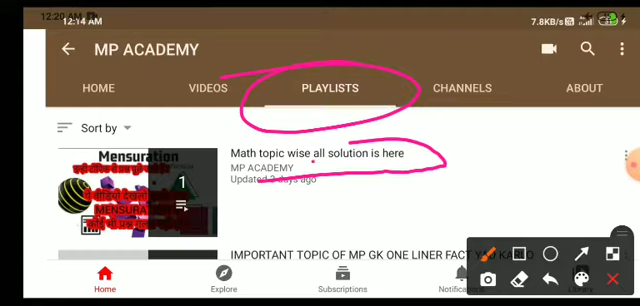 12:20 AM
12:14 AM
7.8KB/S
MP ACADEMY
HOME
VIDEOS
PLAYLISTS
CHANNELS
ABOUT
Sort by
Mensuration
MENSURA
1
Math topic wise all solution is here
MP ACADEMY
Updated 2 days ago
IMPORTANT TOPIC OF MP GK ONE LINER FACT
Home
Explore
Subscriptions